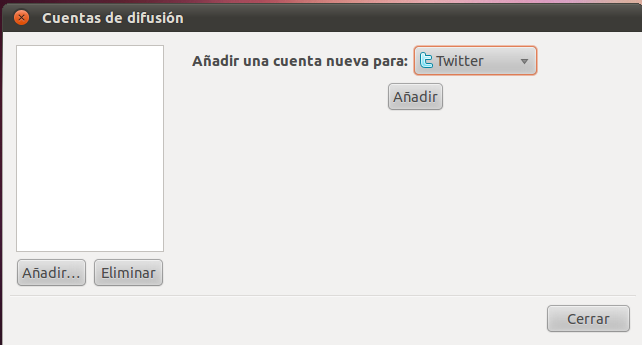 Cuentas de difusión
Añadir una cuenta nueva para: Twitter
Añadir
Añadir... Eliminar
Cerrar